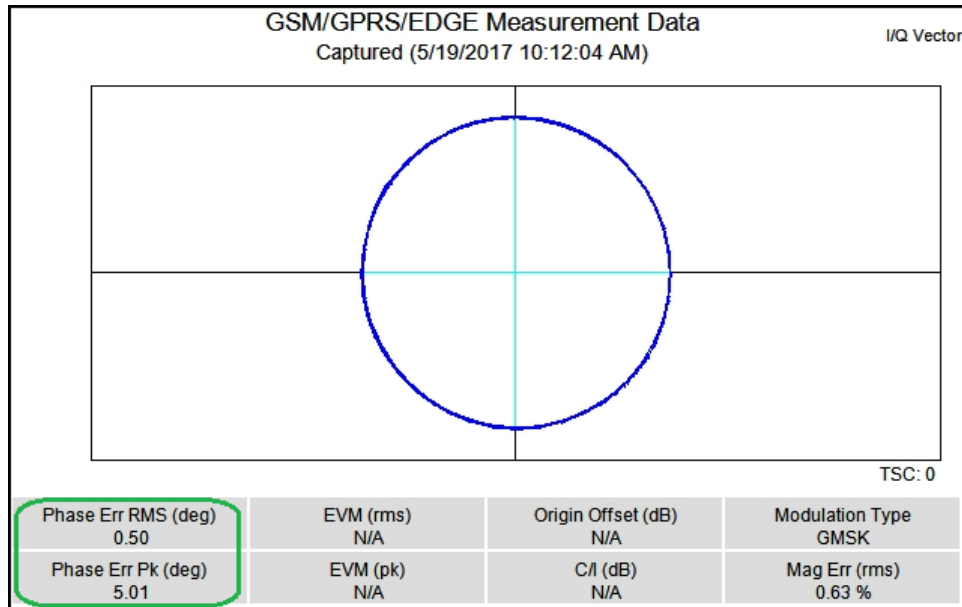 GSM/GPRS/EDGE Measurement Data
Captured (5/19/2017 10:12:04 AM)
I/Q Vector
TSC: 0
Phase Err RMS (deg)
0.50
EVM (rms)
N/A
Origin Offset (dB)
N/A
Modulation Type
GMSK
Phase Err Pk (deg)
5.01
EVM (pk)
N/A
C/I (dB)
N/A
Mag Err (rms)
0.63 %